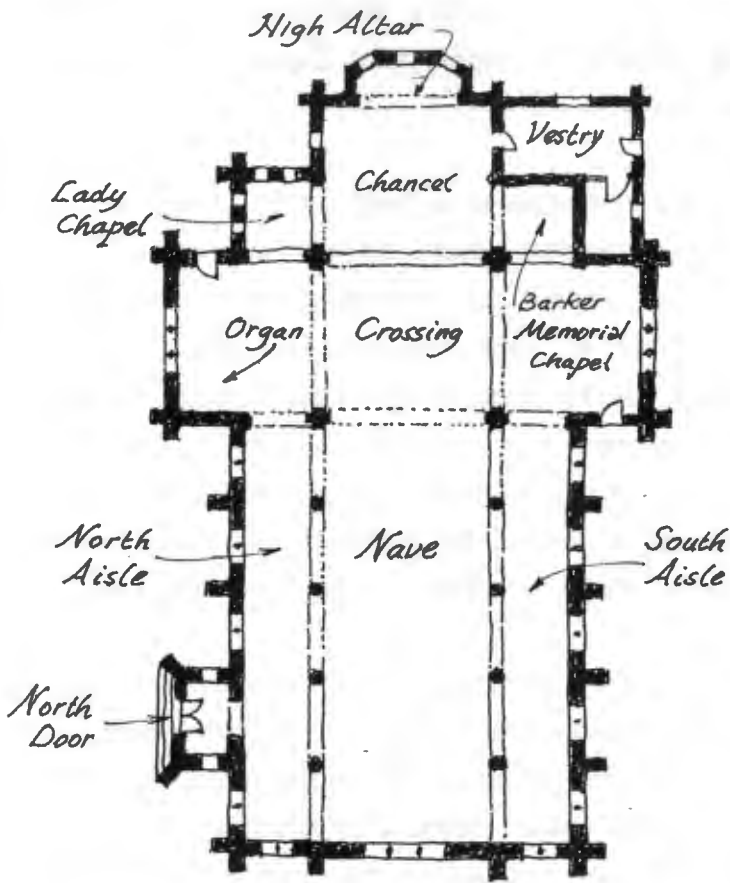 High Altar
Vestry
Chancel
Lady
Chapel
Organ
Crossing
Barker
Memorial
Chapel
North
Aisle
Nave
South
Aisle
North
Door